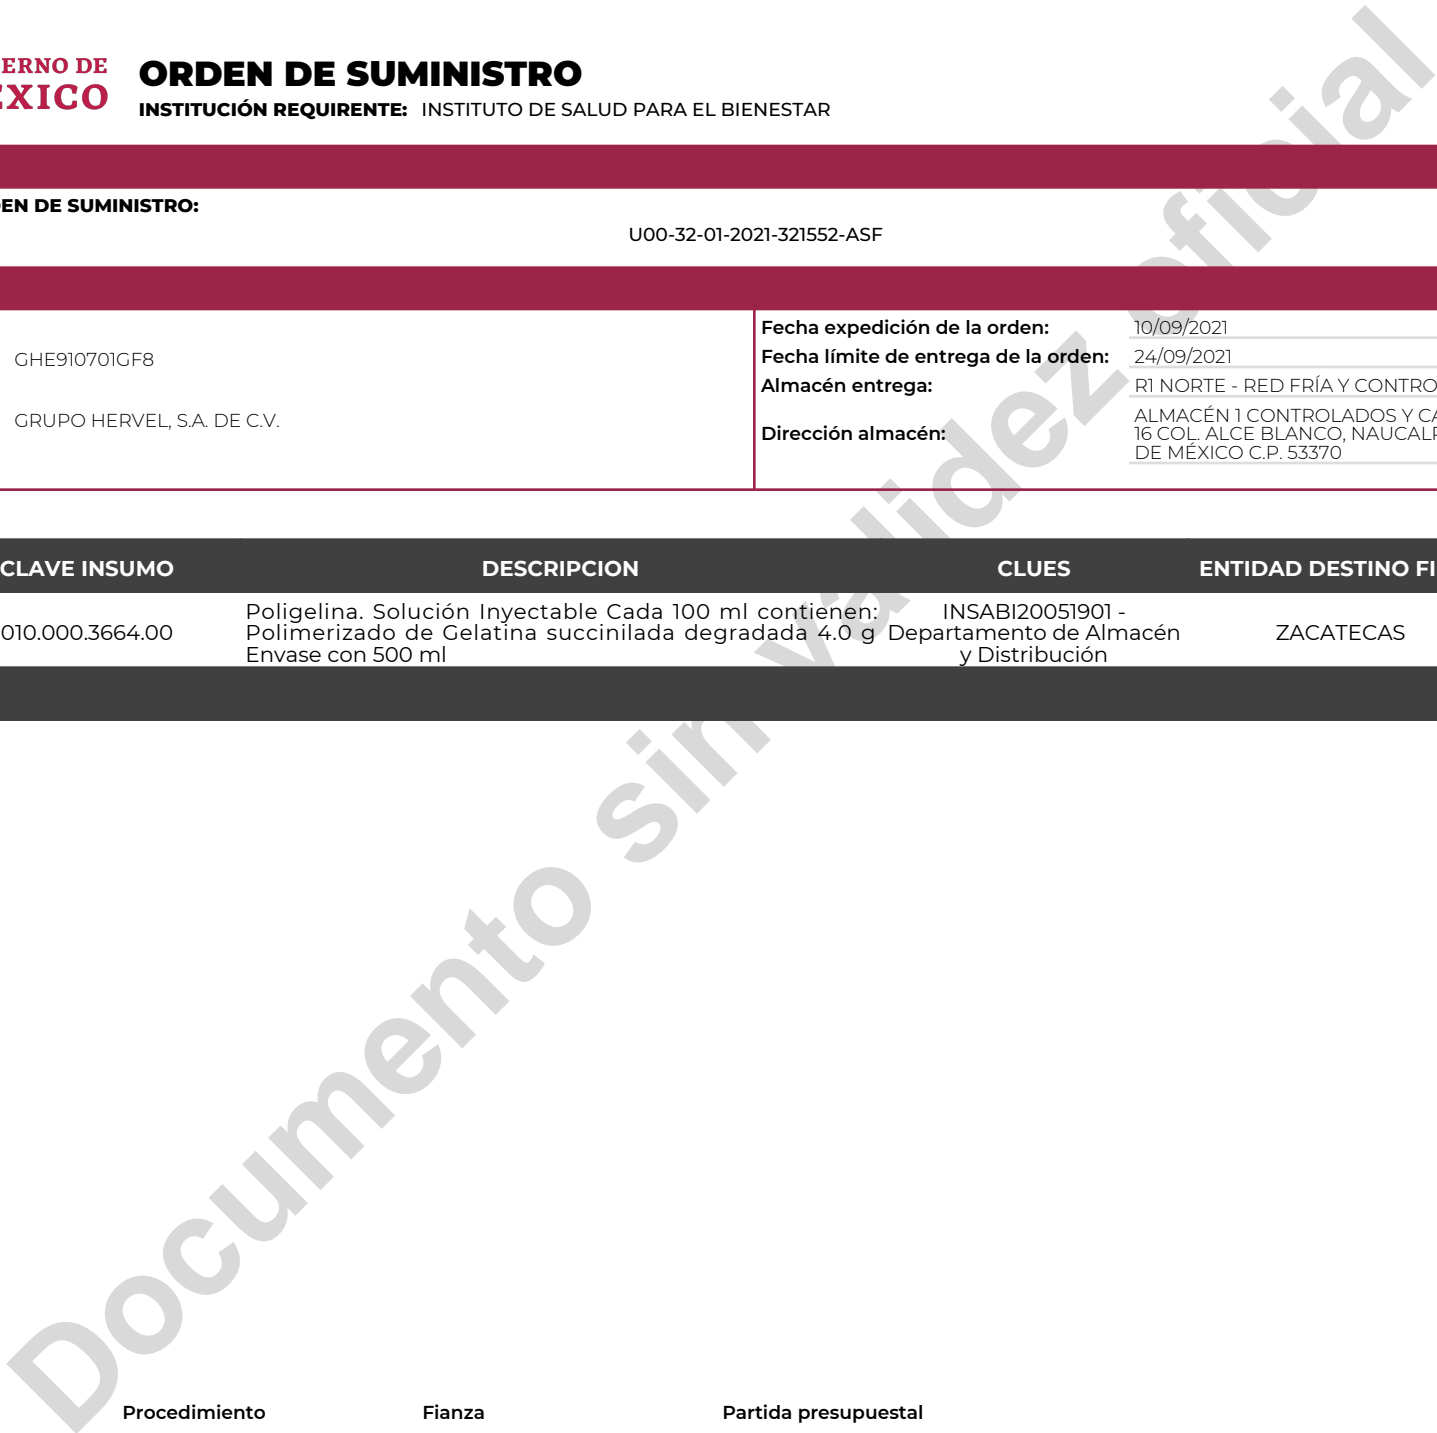 ERNO DE
ÉXICO
ORDEN DE SUMINISTRO
INSTITUCIÓN REQUIRENTE: INSTITUTO DE SALUD PARA EL BIENESTAR
EN DE SUMINISTRO:
U00-32-01-2021-321552-ASF
GHE910701GF8
GRUPO HERVEL, S.A. DE C.V.
Fecha expedición de la orden: 10/09/2021
Fecha límite de entrega de la orden: 24/09/2021
Almacén entrega: R1 NORTE - RED FRÍA Y CONTRO
Dirección almacén: ALMACÉN 1 CONTROLADOS Y CA
16 COL. ALCE BLANCO, NAUCALP
DE MÉXICO C.P. 53370
CLAVE INSUMO DESCRIPCION CLUES ENTIDAD DESTINO FI
010.000.3664.00
Poligelina. Solución Inyectable Cada 100 ml contienen:
Polimerizado de Gelatina succinilada degradada 4.0 g
Envase con 500 ml
INSABI20051901 -
Departamento de Almacén
y Distribución
ZACATECAS
Documento sin validez oficial
Procedimiento Fianza Partida presupuestal